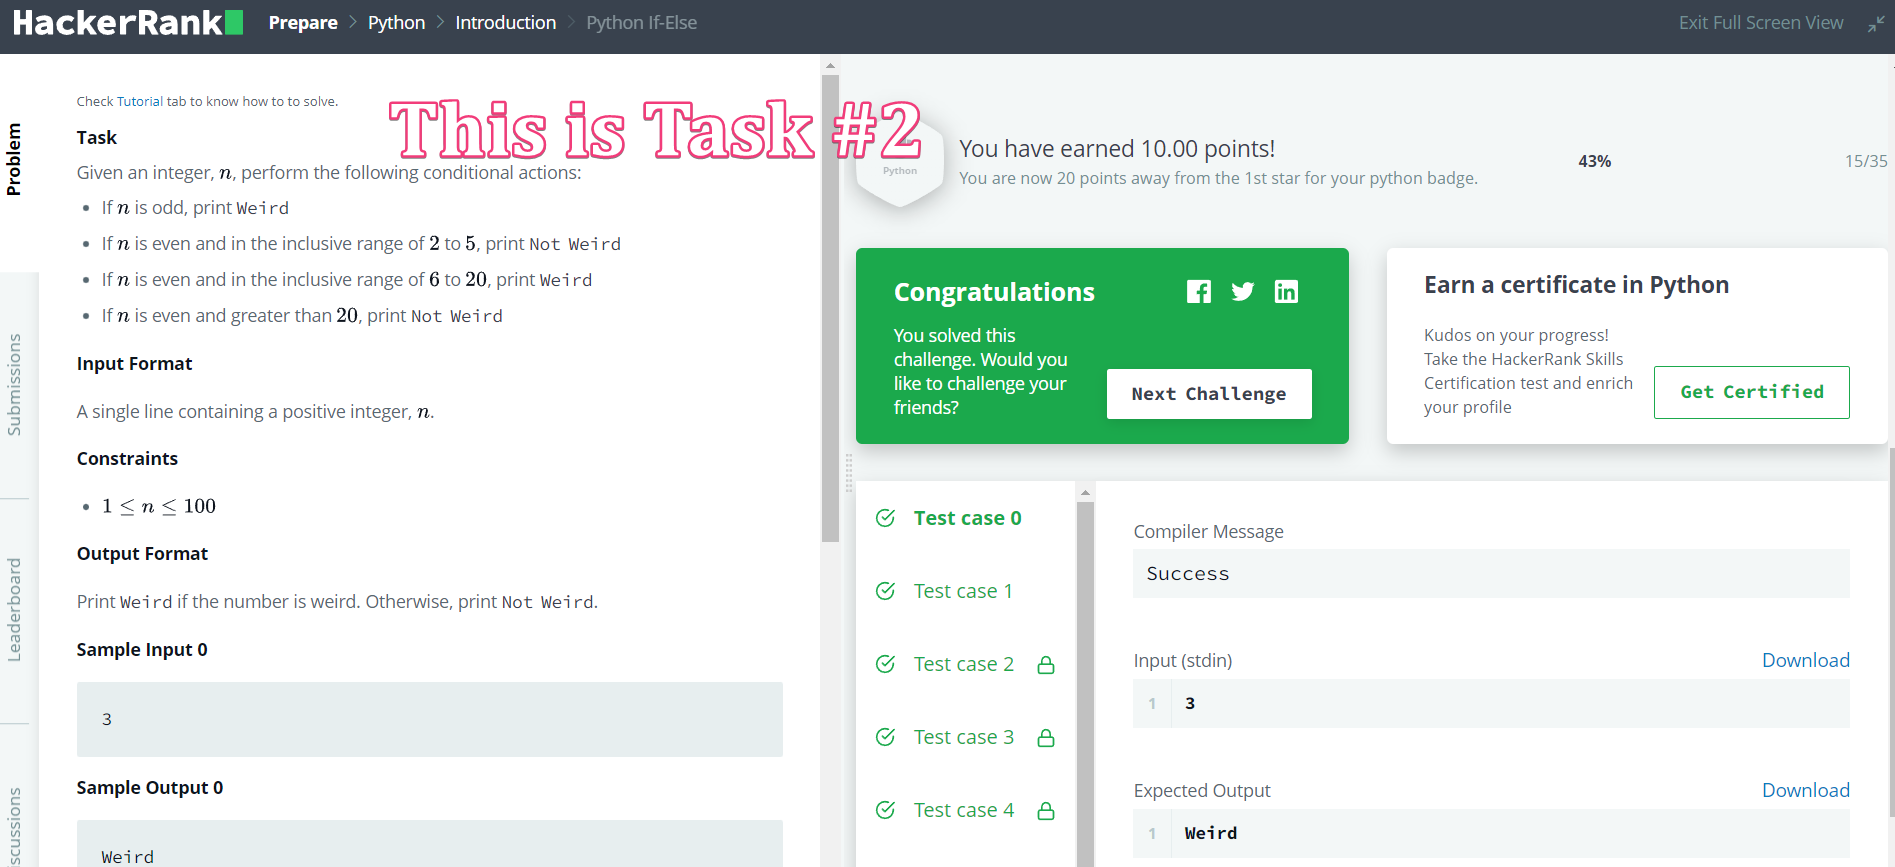 HackerRank Prepare > Python > Introduction > Python If-Else Exit Full Screen View
Problem
Submissions
Leaderboard
Check Tutorial tab to know how to to solve.
This is Task #2
Task
Given an integer, n, perform the following conditional actions:
• If n is odd, print Weird
• If n is even and in the inclusive range of 2 to 5, print Not Weird
• If n is even and in the inclusive range of 6 to 20, print Weird
• If n is even and greater than 20, print Not Weird
Input Format
A single line containing a positive integer, n.
Constraints
• 1 ≤ n ≤ 100
Output Format
Print Weird if the number is weird. Otherwise, print Not Weird.
Sample Input 0
3
Sample Output 0
Weird
Python
You have earned 10.00 points!
You are now 20 points away from the 1st star for your python badge.
43%
15/35
Congratulations
You solved this
challenge. Would you
like to challenge your
friends?
Next Challenge
Earn a certificate in Python
Kudos on your progress!
Take the HackerRank Skills
Certification test and enrich
your profile
Get Certified
Test case 0
Test case 1
Test case 2
Test case 3
Test case 4
Compiler Message
Success
Input (stdin) Download
1 3
Expected Output Download
1 Weird